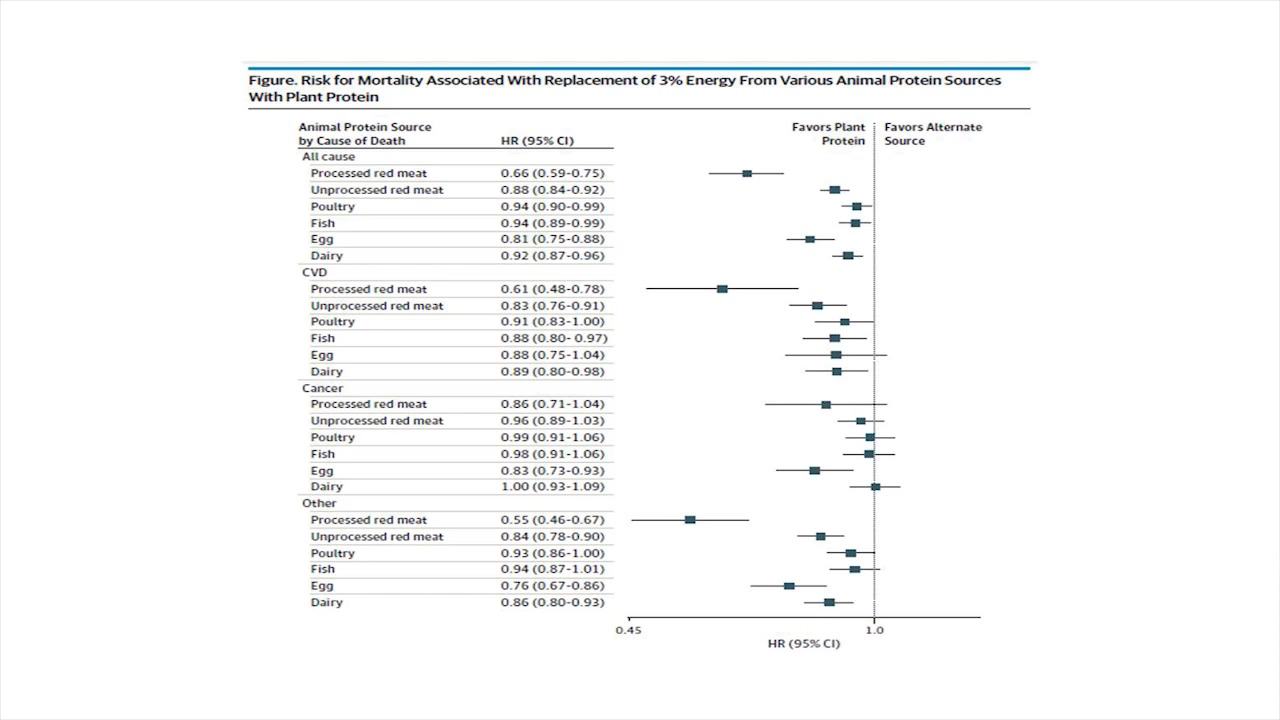 Figure. Risk for Mortality Associated With Replacement of 3% Energy From Various Animal Protein Sources
With Plant Protein
Animal Protein Source
by Cause of Death HR (95% CI)
Favors Plant
Protein
Favors Alternate
Source
All cause
Processed red meat 0.66 (0.59-0.75)
Unprocessed red meat 0.88 (0.84-0.92)
Poultry 0.94 (0.90-0.99)
Fish 0.94 (0.89-0.99)
Egg 0.81 (0.75-0.88)
Dairy 0.92 (0.87-0.96)
CVD
Processed red meat 0.61 (0.48-0.78)
Unprocessed red meat 0.83 (0.76-0.91)
Poultry 0.91 (0.83-1.00)
Fish 0.88 (0.80- 0.97)
Egg 0.88 (0.75-1.04)
Dairy 0.89 (0.80-0.98)
Cancer
Processed red meat 0.86 (0.71-1.04)
Unprocessed red meat 0.96 (0.89-1.03)
Poultry 0.99 (0.91-1.06)
Fish 0.98 (0.91-1.06)
Egg 0.83 (0.73-0.93)
Dairy 1.00 (0.93-1.09)
Other
Processed red meat 0.55 (0.46-0.67)
Unprocessed red meat 0.84 (0.78-0.90)
Poultry 0.93 (0.86-1.00)
Fish 0.94 (0.87-1.01)
Egg 0.76 (0.67-0.86)
Dairy 0.86 (0.80-0.93)
0.45 1.0
HR (95% CI)